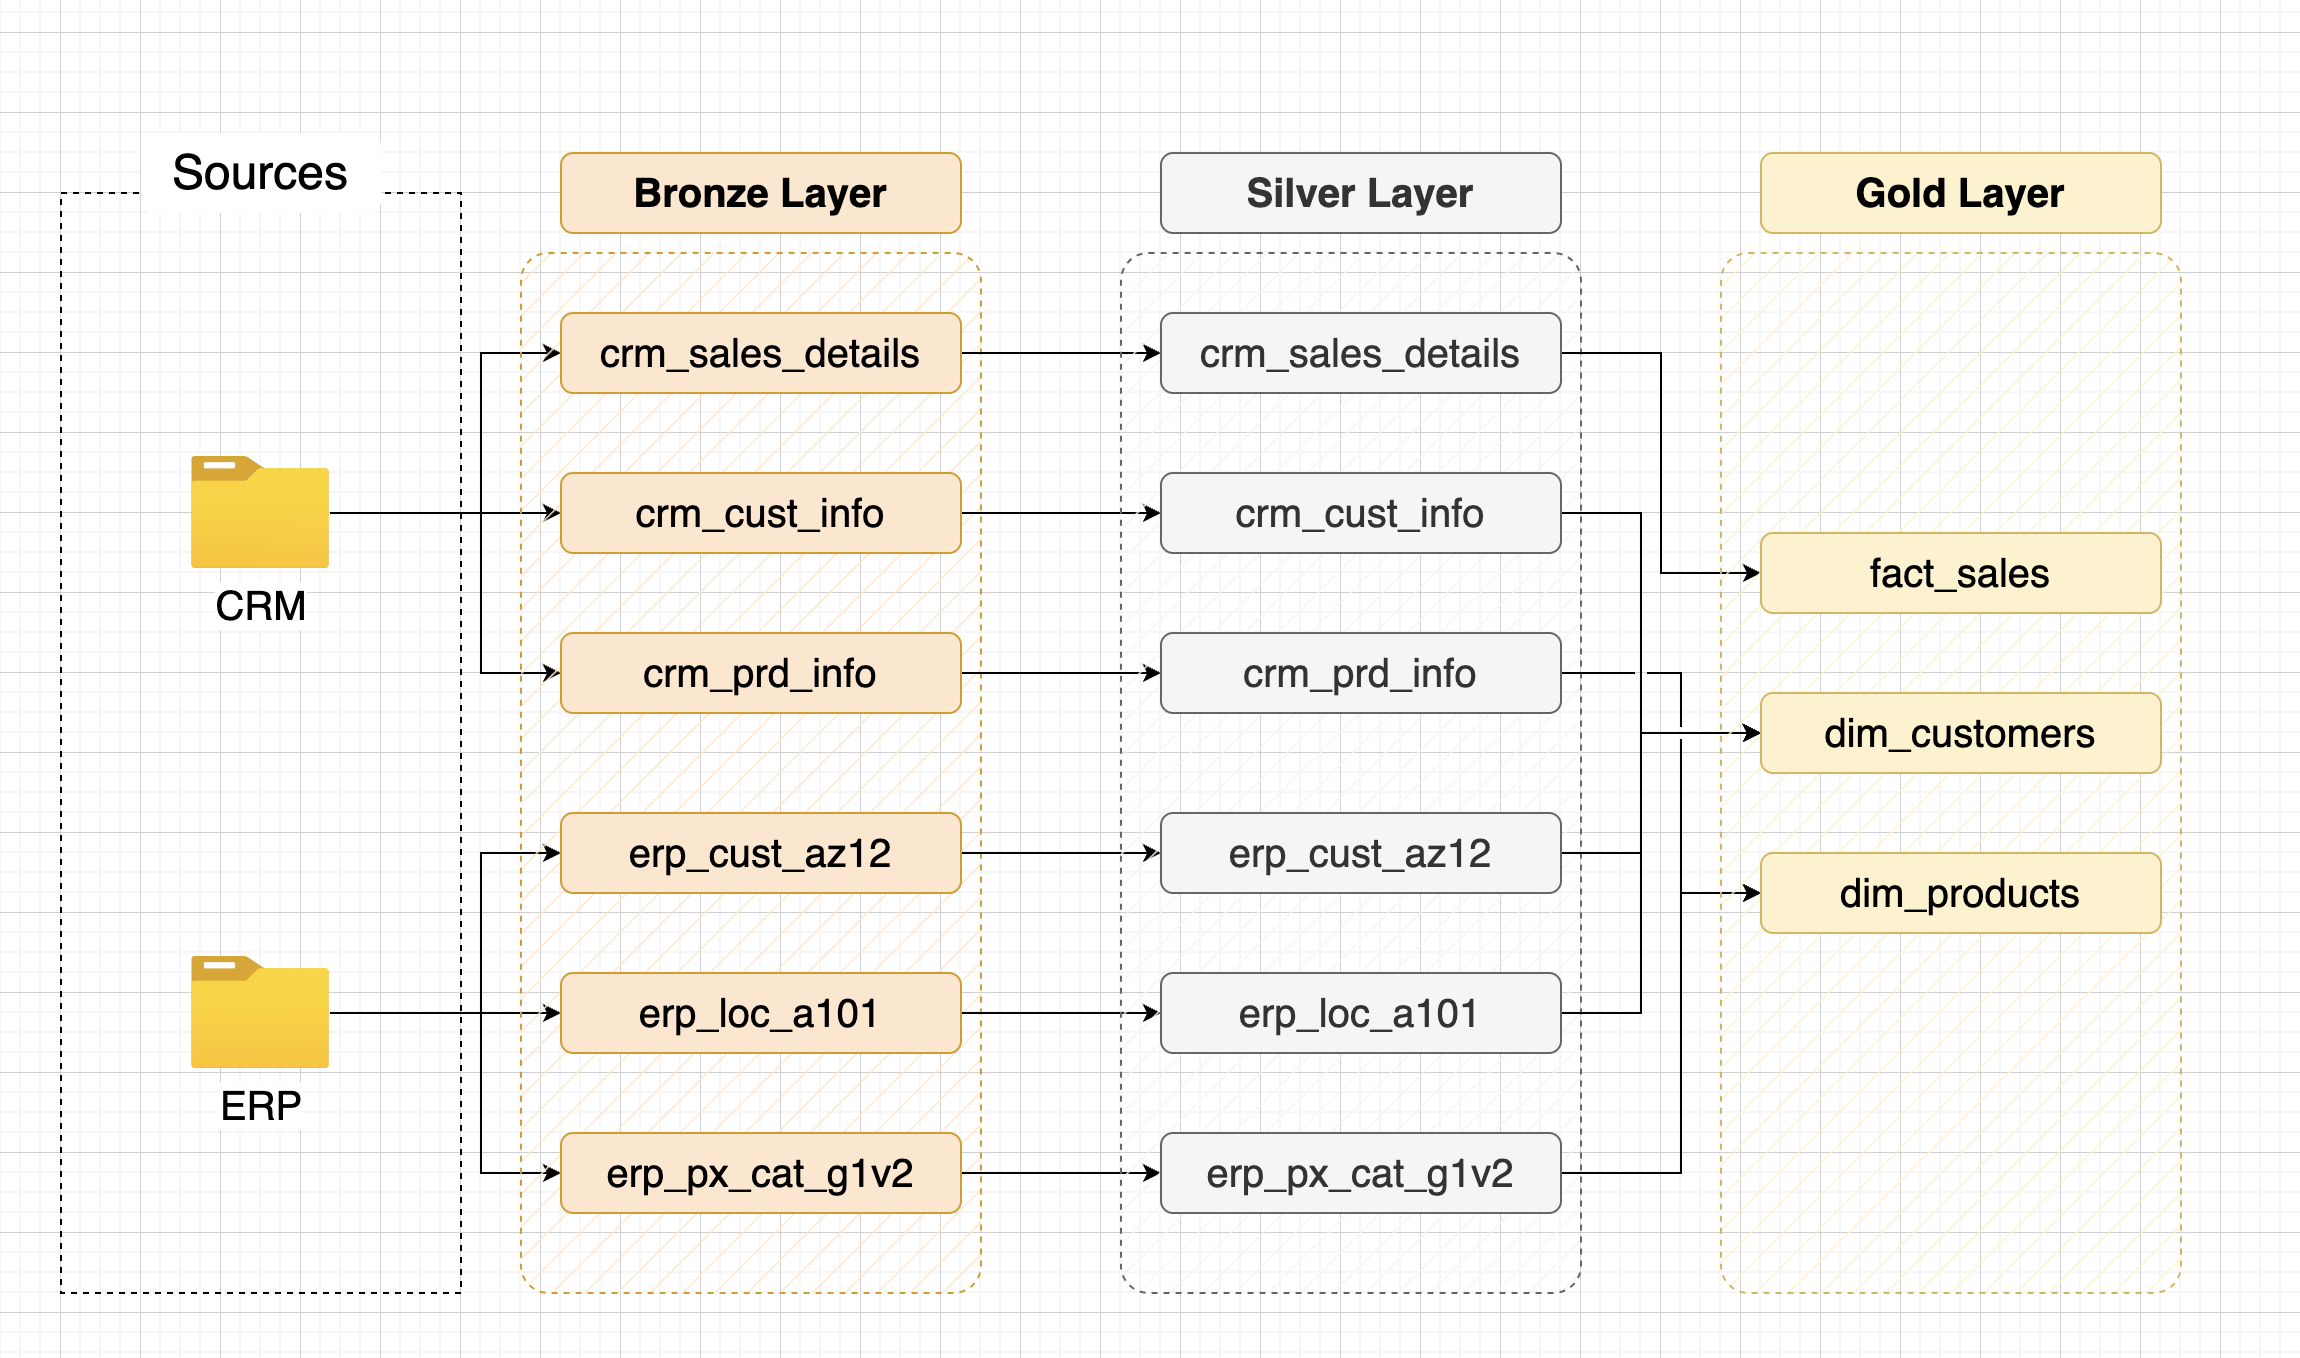 Sources
CRM
ERP
Bronze Layer
crm_sales_details
crm_cust_info
crm_prd_info
erp_cust_az12
erp_loc_a101
erp_px_cat_g1v2
Silver Layer
crm_sales_details
crm_cust_info
crm_prd_info
erp_cust_az12
erp_loc_a101
erp_px_cat_g1v2
Gold Layer
fact_sales
dim_customers
dim_products